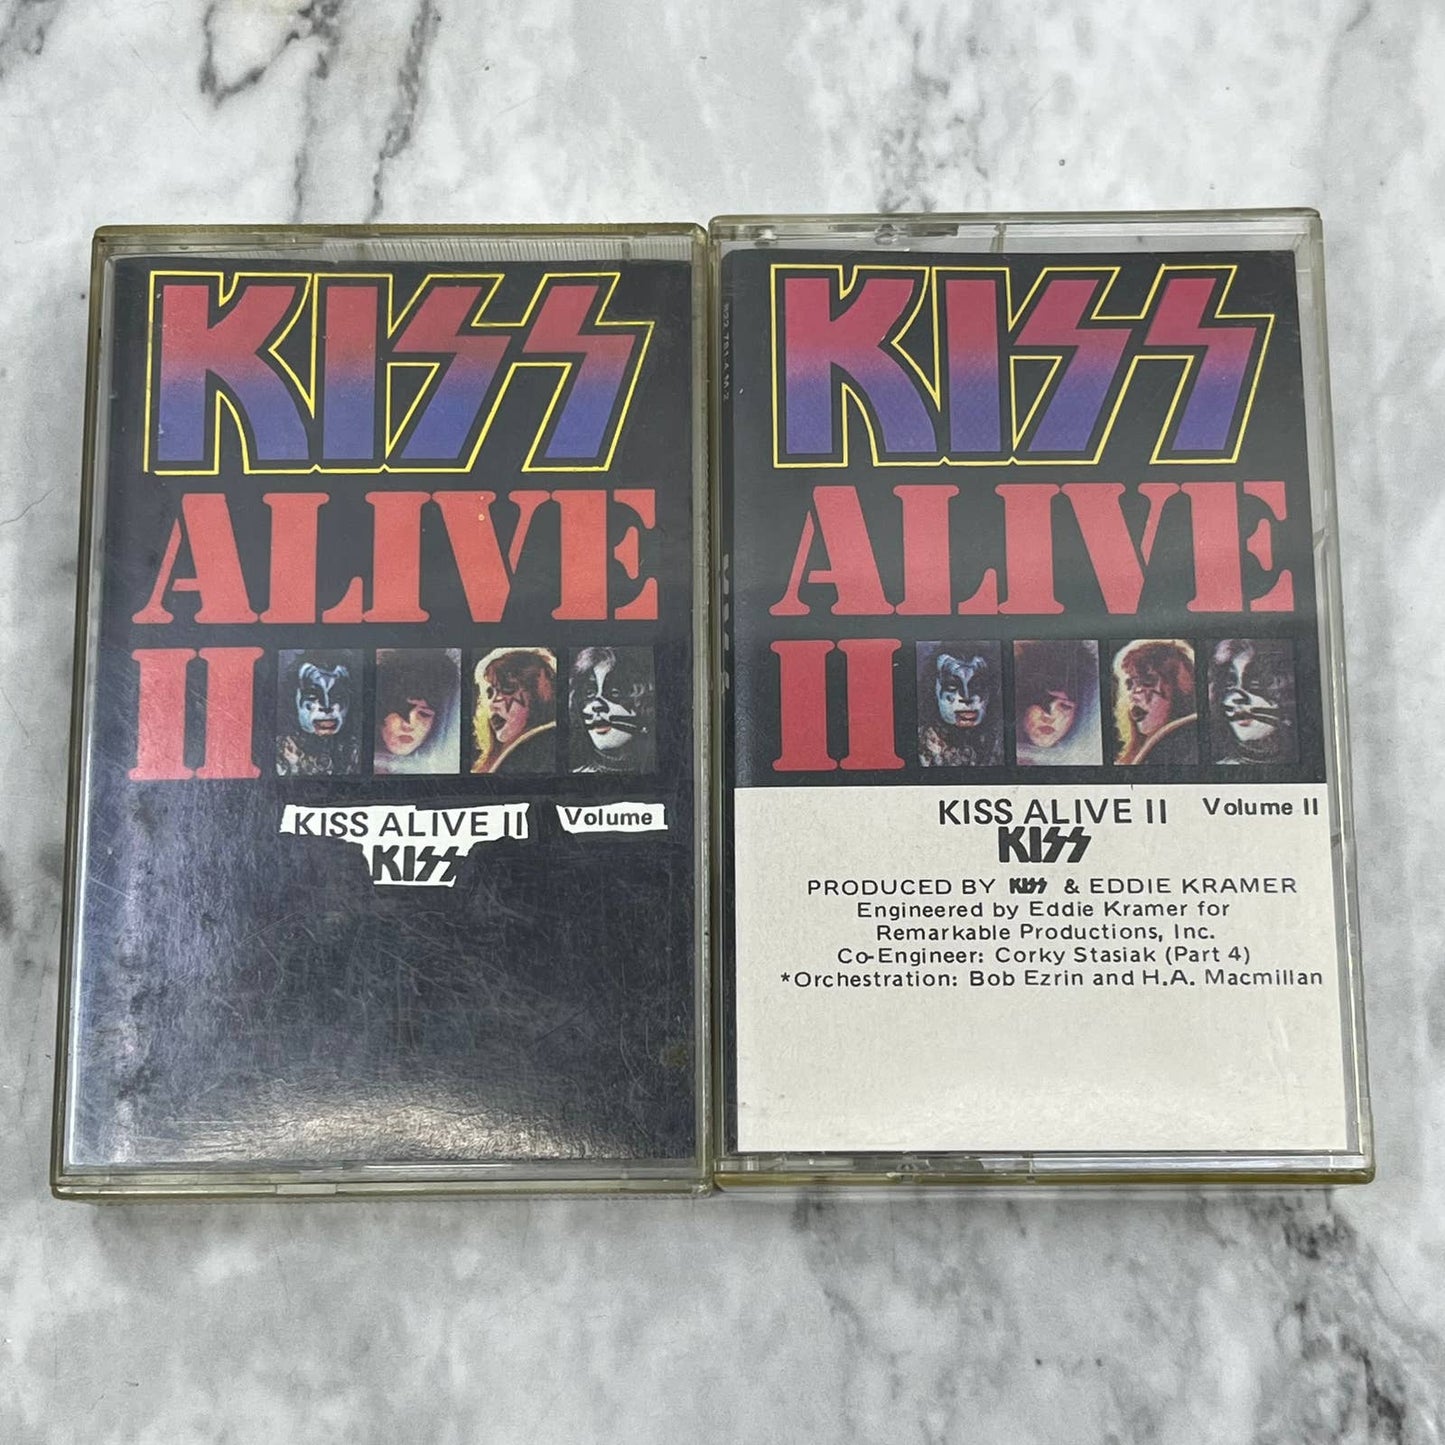 KISS
ALIVE
II
KISS ALIVE II Volume
KISS
KISS
ALIVE
II
KISS ALIVE II Volume II
KISS
PRODUCED BY KISS & EDDIE KRAMER
Engineered by Eddie Kramer for
Remarkable Productions, Inc.
Co-Engineer: Corky Stasiak (Part 4)
*Orchestration: Bob Ezrin and H.A. Macmillan